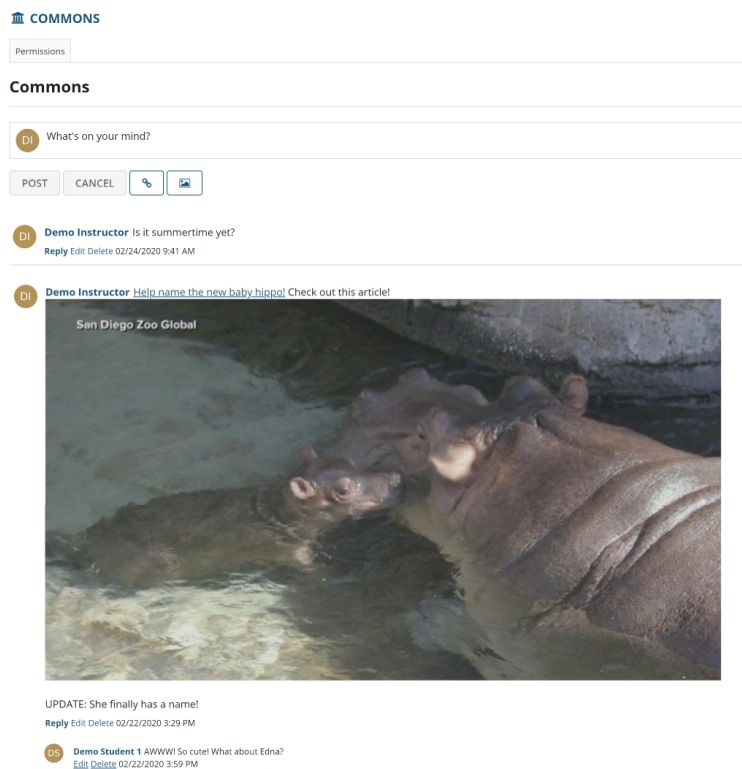 COMMONS
Permissions
Commons
DI What's on your mind?
POST CANCEL
DI Demo Instructor Is it summertime yet?
Reply Edit Delete 02/24/2020 9:41 AM
DI Demo Instructor Help name the new baby hippo! Check out this article!
San Diego Zoo Global
UPDATE: She finally has a name!
Reply Edit Delete 02/22/2020 3:29 PM
DS Demo Student 1 AWWW! So cute! What about Edna?
Edit Delete 02/22/2020 3:59 PM